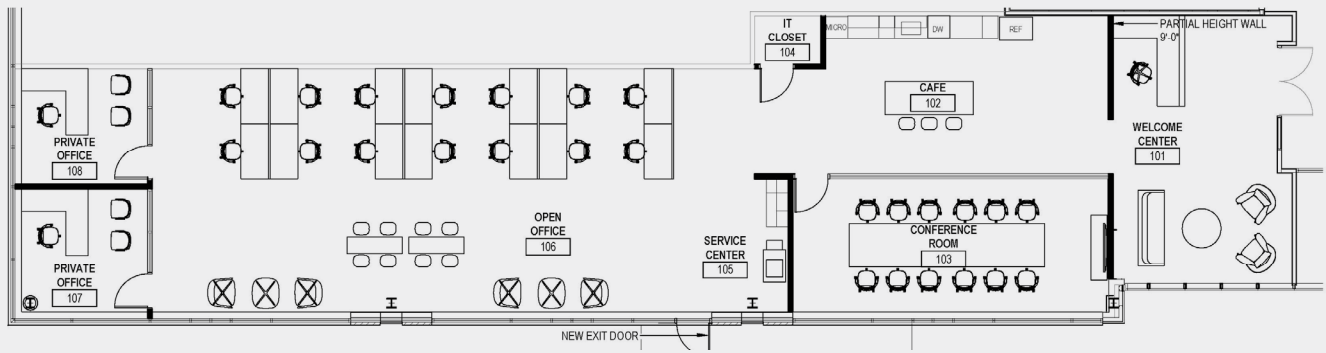 IT
CLOSET
104
MICRO
DW
REF
PARTIAL HEIGHT WALL
9'-0"
CAFE
102
WELCOME
CENTER
101
PRIVATE
OFFICE
108
OPEN
OFFICE
106
SERVICE
CENTER
105
CONFERENCE
ROOM
103
PRIVATE
OFFICE
107
NEW EXIT DOOR